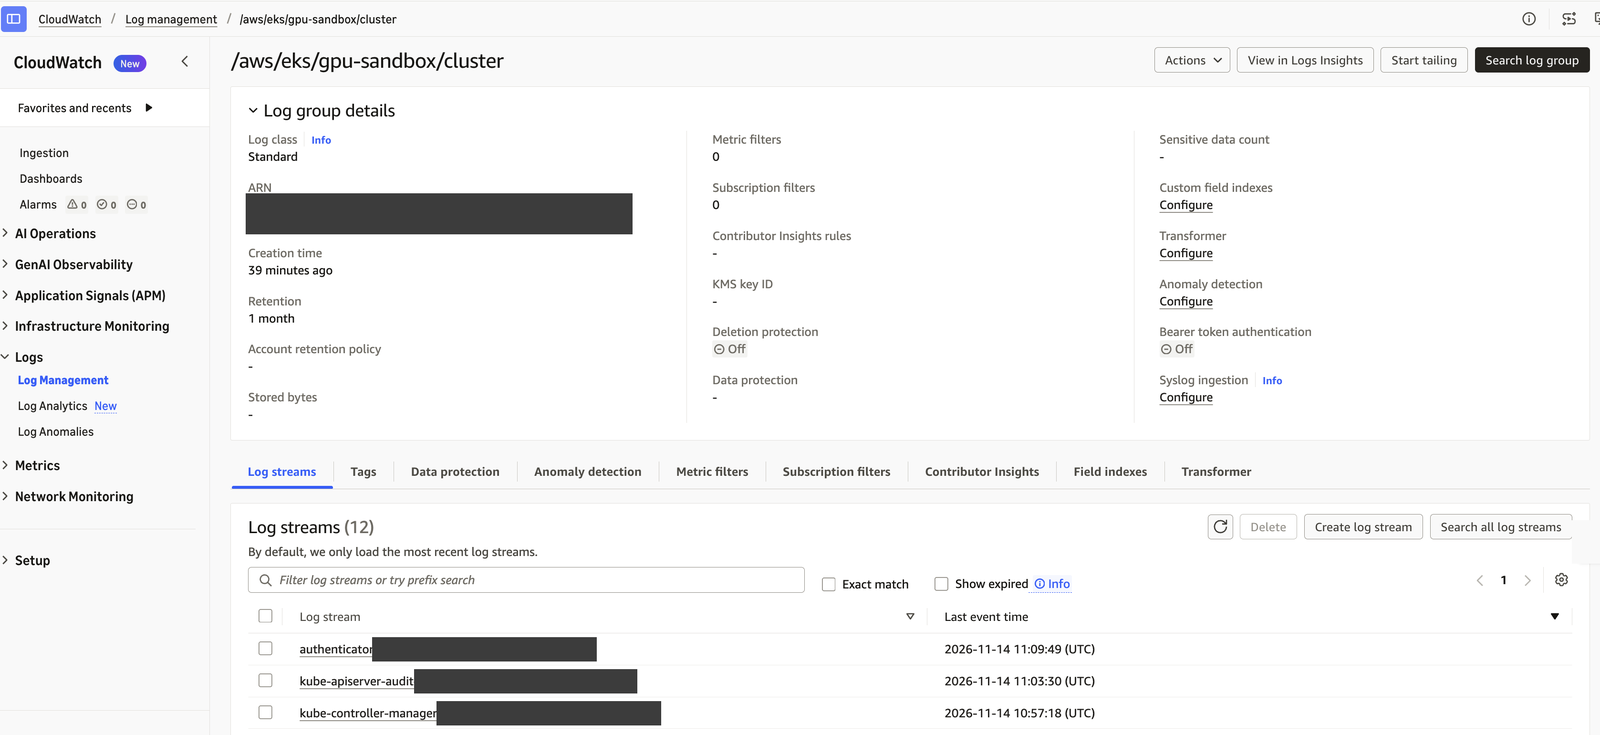 CloudWatch / Log management / /aws/eks/gpu-sandbox/cluster
CloudWatch New
Favorites and recents
Ingestion
Dashboards
Alarms 0 0 0
AI Operations
GenAI Observability
Application Signals (APM)
Infrastructure Monitoring
Logs
Log Management
Log Analytics New
Log Anomalies
Metrics
Network Monitoring
Setup
/aws/eks/gpu-sandbox/cluster
Actions View in Logs Insights Start tailing Search log group
Log group details
Log class Info
Standard
ARN
Creation time
39 minutes ago
Retention
1 month
Account retention policy
-
Stored bytes
-
Metric filters
0
Subscription filters
0
Contributor Insights rules
-
KMS key ID
-
Deletion protection
Off
Data protection
-
Sensitive data count
-
Custom field indexes
Configure
Transformer
Configure
Anomaly detection
Configure
Bearer token authentication
Off
Syslog ingestion Info
Configure
Log streams Tags Data protection Anomaly detection Metric filters Subscription filters Contributor Insights Field indexes Transformer
Log streams (12)
Delete Create log stream Search all log streams
By default, we only load the most recent log streams.
Filter log streams or try prefix search Exact match Show expired Info 1
Log stream Last event time
authenticator 2026-11-14 11:09:49 (UTC)
kube-apiserver-audit 2026-11-14 11:03:30 (UTC)
kube-controller-manager 2026-11-14 10:57:18 (UTC)